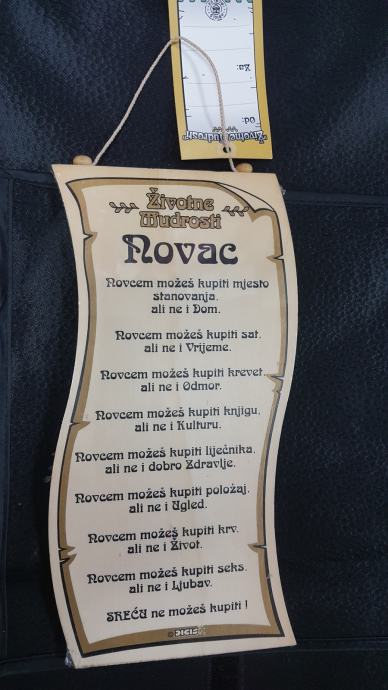 Za:
Od:
"Životne Mudrosti"
Životne
Mudrosti
Novac
Novcem možeš kupiti mjesto
stanovanja,
ali ne i Dom.
Novcem možeš kupiti sat,
ali ne i Vrijeme.
Novcem možeš kupiti krevet,
ali ne i Odmor.
Novcem možeš kupiti knjigu,
ali ne i Kulturu.
Novcem možeš kupiti liječnika,
ali ne i dobro Zdravlje.
Novcem možeš kupiti položaj,
ali ne i Ugled.
Novcem možeš kupiti krv,
ali ne i Život.
Novcem možeš kupiti seks,
ali ne i Ljubav.
SREĆU ne možeš kupiti !